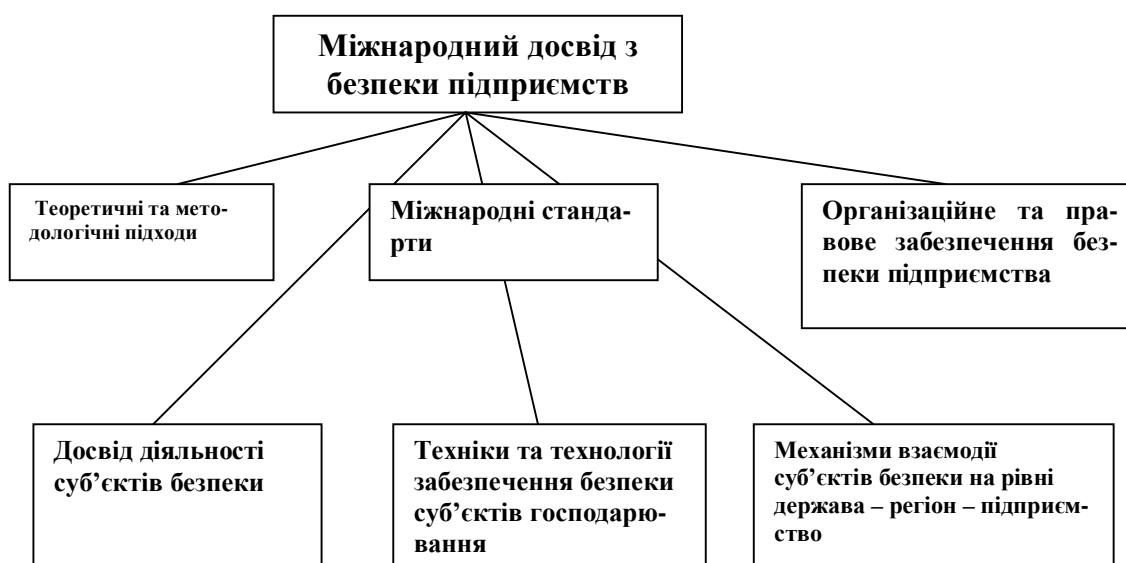 Міжнародний досвід з
безпеки підприємств
Теоретичні та мето-
дологічні підходи
Міжнародні станда-
рти
Організаційне та пра-
вове забезпечення без-
пеки підприємства
Досвід діяльності
суб’єктів безпеки
Техніки та технології
забезпечення безпеки
суб’єктів господарю-
вання
Механізми взаємодії
суб’єктів безпеки на рівні
держава – регіон – підприєм-
ство